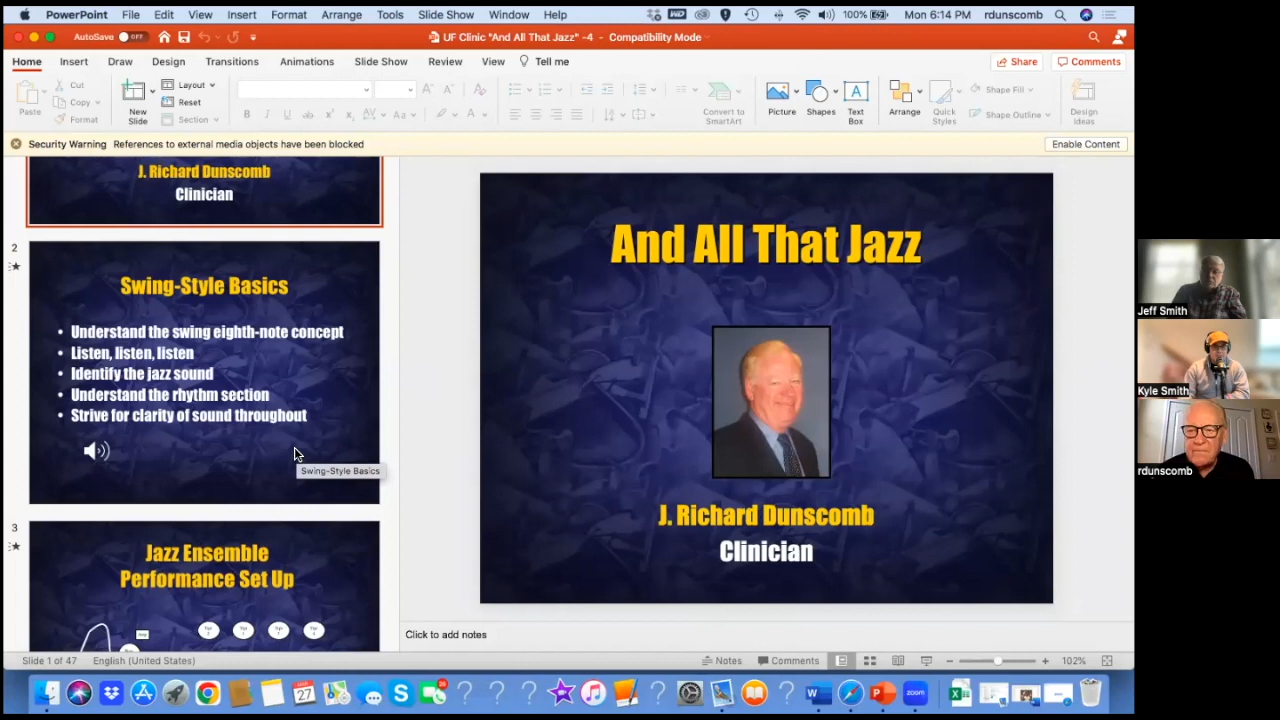 PowerPoint File Edit View Insert Format Arrange Tools Slide Show Window Help 100% Mon 6:14 PM rdunscomb
AutoSave OFF UF Clinic "And All That Jazz" -4 - Compatibility Mode
Home Insert Draw Design Transitions Animations Slide Show Review View Tell me Share Comments
Paste
Cut
Copy
Format
New
Slide
Layout
Reset
Section
Convert to
SmartArt
Picture
Shapes
Text
Box
Arrange
Quick
Styles
Shape Fill
Shape Outline
Design
Ideas
Security Warning References to external media objects have been blocked Enable Content
J. Richard Dunscomb
Clinician
2
Swing-Style Basics
• Understand the swing eighth-note concept
• Listen, listen, listen
• Identify the jazz sound
• Understand the rhythm section
• Strive for clarity of sound throughout
Swing-Style Basics
3
Jazz Ensemble
Performance Set Up
And All That Jazz
J. Richard Dunscomb
Clinician
Click to add notes
Slide 1 of 47 English (United States) Notes Comments 102%
27
W
S
P
zoom
X
Jeff Smith
Kyle Smith
rdunscomb